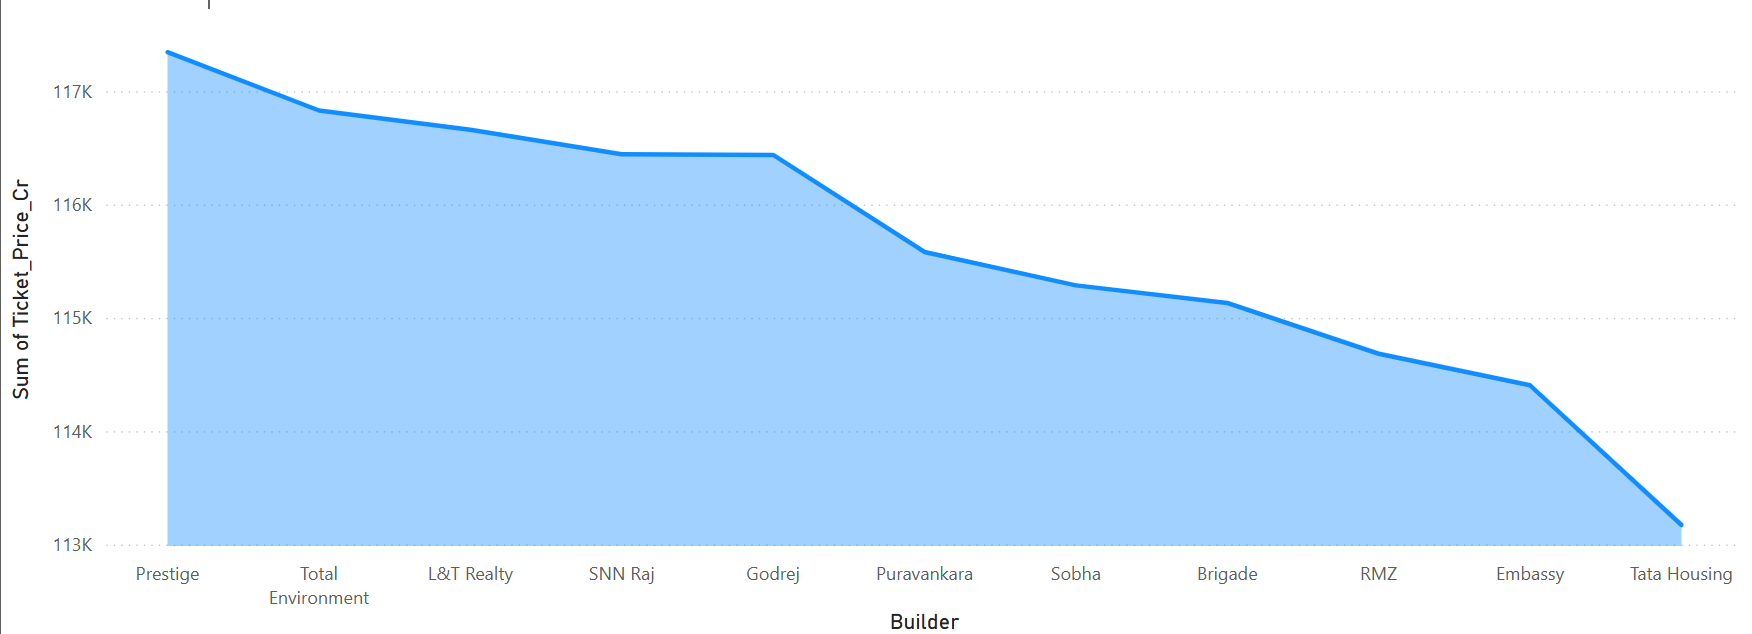 Sum of Ticket_Price_Cr
117K
116K
115K
114K
113K
Prestige
Total
Environment
L&T Realty
SNN Raj
Godrej
Puravankara
Sobha
Brigade
RMZ
Embassy
Tata Housing
Builder